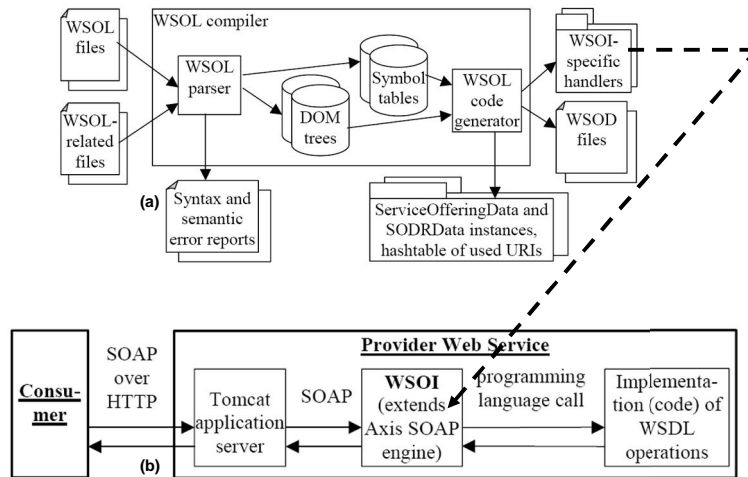 WSOL compiler
WSOL
files
WSOL-
related files
WSOL
parser
Symbol
tables
DOM
trees
WSOL
code
generator
WSOI-
specific
handlers
WSOD
files
(a)
Syntax and
semantic
error reports
ServiceOfferingData and
SODRData instances,
hashtable of used URIs
Provider Web Service
Consu-
mer
SOAP
over
HTTP
Tomcat
application
server
SOAP
WSOI
(extends
Axis SOAP
engine)
programming
language call
Implementa-
tion (code) of
WSDL
operations
(b)